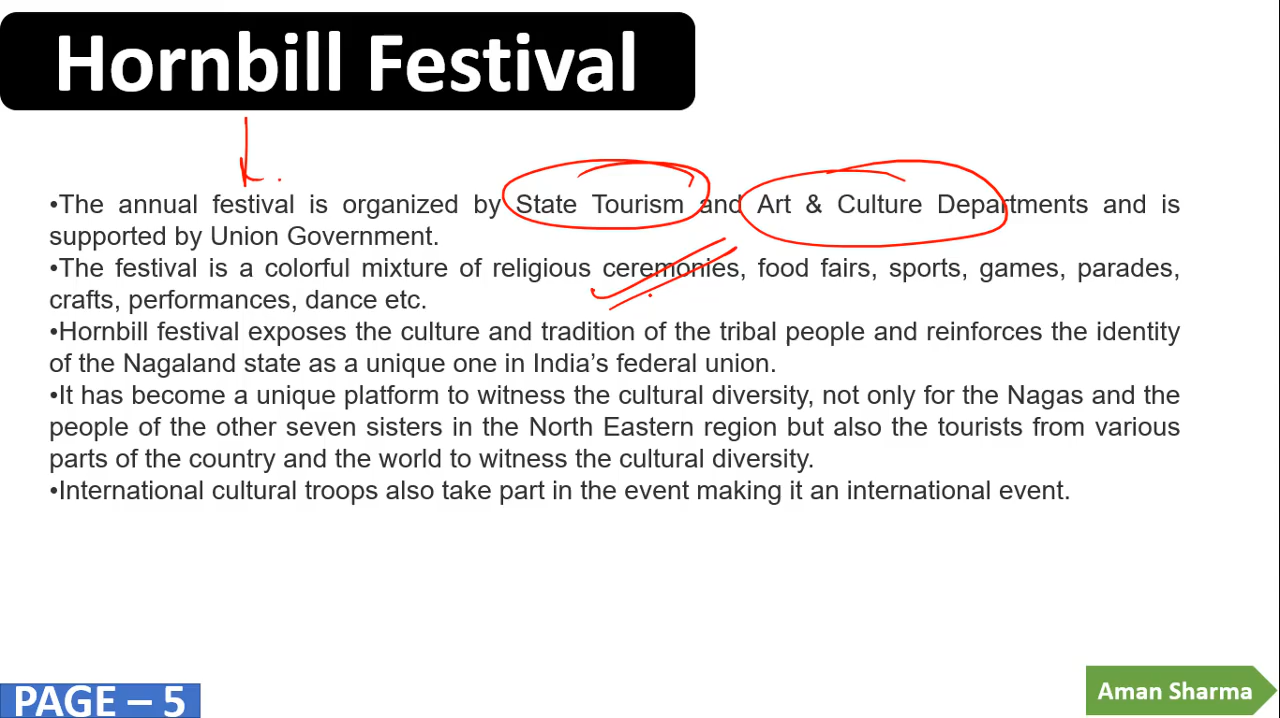 Hornbill Festival
•The annual festival is organized by State Tourism and Art & Culture Departments and is
supported by Union Government.
•The festival is a colorful mixture of religious ceremonies, food fairs, sports, games, parades,
crafts, performances, dance etc.
•Hornbill festival exposes the culture and tradition of the tribal people and reinforces the identity
of the Nagaland state as a unique one in India’s federal union.
•It has become a unique platform to witness the cultural diversity, not only for the Nagas and the
people of the other seven sisters in the North Eastern region but also the tourists from various
parts of the country and the world to witness the cultural diversity.
•International cultural troops also take part in the event making it an international event.
PAGE – 5
Aman Sharma